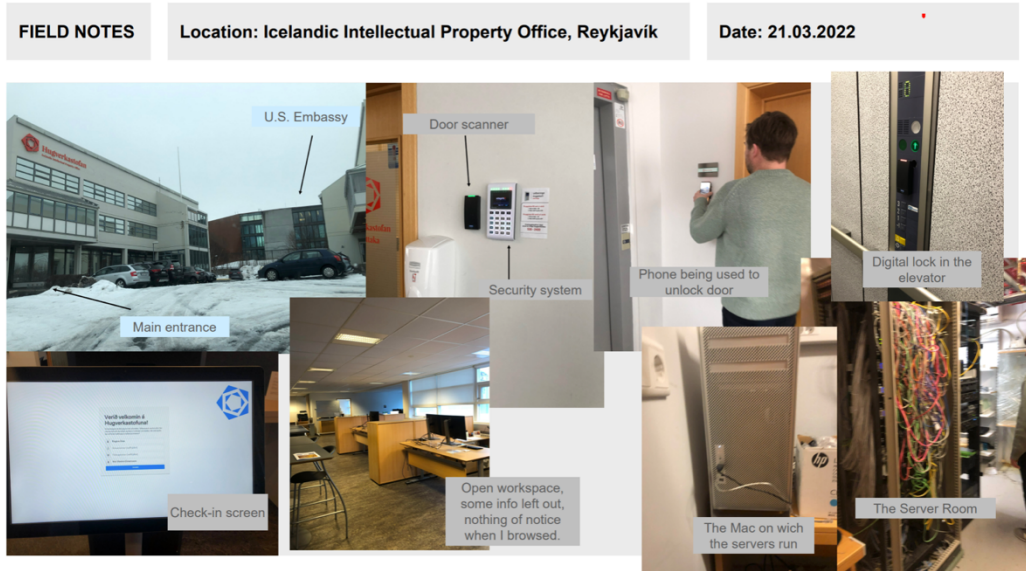 FIELD NOTES
Location: Icelandic Intellectual Property Office, Reykjavík
Date: 21.03.2022
U.S. Embassy
Hugverkastofan
Main entrance
Door scanner
Security system
Phone being used to
unlock door
Digital lock in the
elevator
Verið velkomin á
Hugverkastofuna!
Check-in screen
Open workspace,
some info left out,
nothing of notice
when I browsed.
hp
The Mac on wich
the servers run
The Server Room